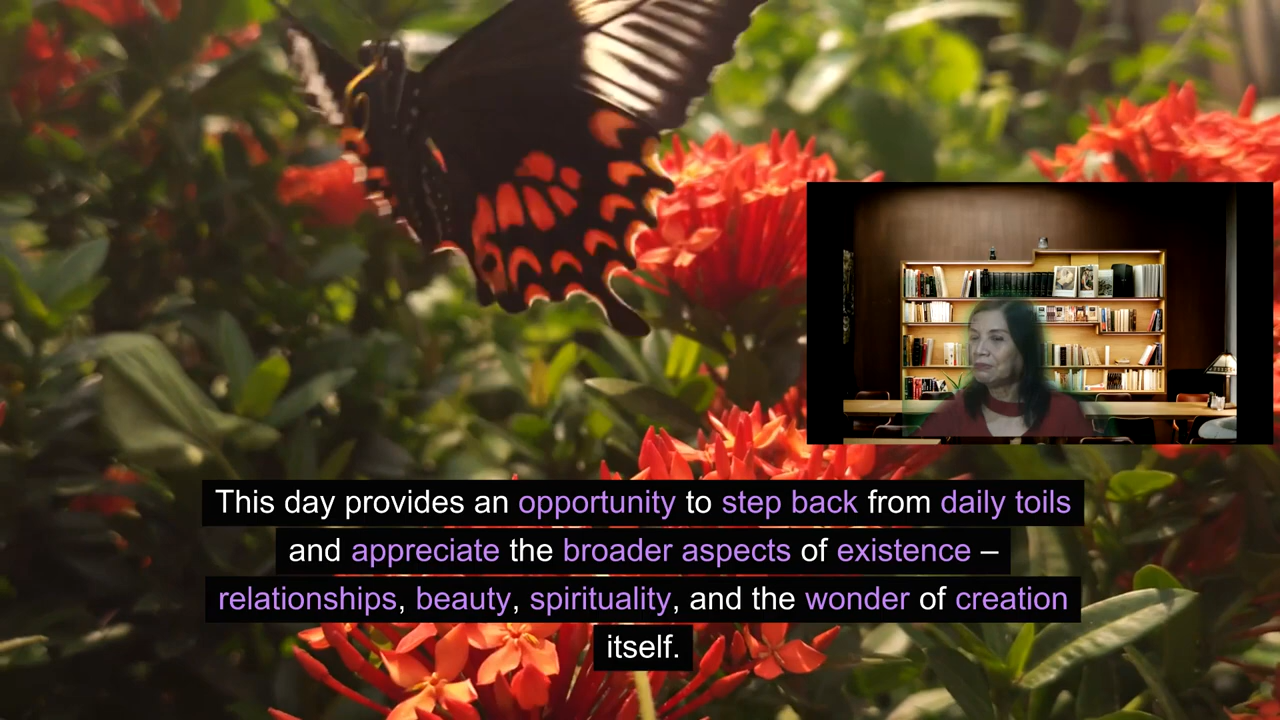 This day provides an opportunity to step back from daily toils
and appreciate the broader aspects of existence –
relationships, beauty, spirituality, and the wonder of creation
itself.